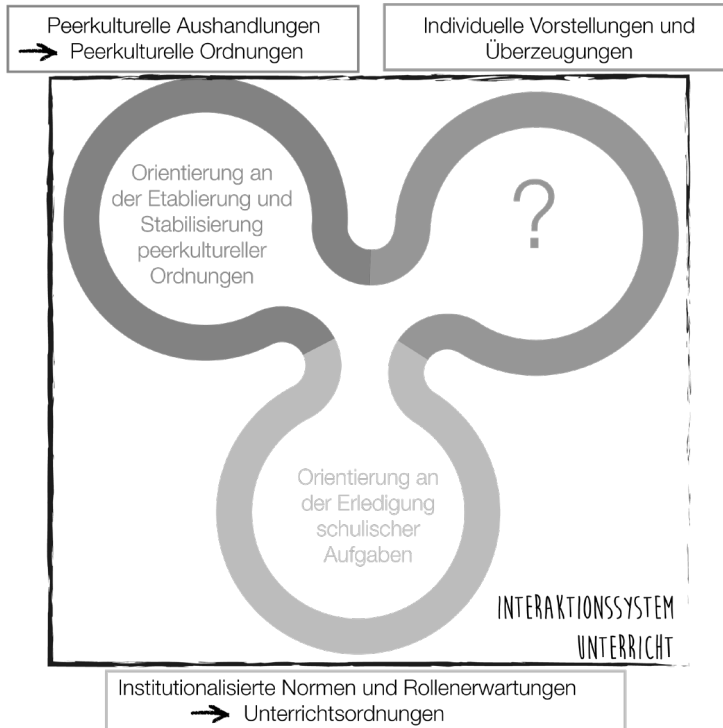 Peerkulturelle Aushandlungen
→ Peerkulturelle Ordnungen
Individuelle Vorstellungen und
Überzeugungen
Orientierung an
der Etablierung und
Stabilisierung
peerkultureller
Ordnungen
?
Orientierung an
der Erledigung
schulischer
Aufgaben
INTERAKTIONSSYSTEM
UNTERRICHT
Institutionalisierte Normen und Rollenerwartungen
→ Unterrichtsordnungen